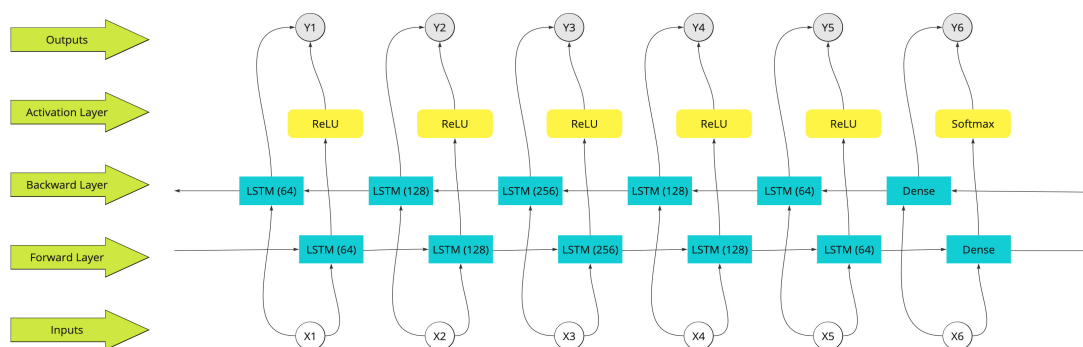 Outputs
Y1 Y2 Y3 Y4 Y5 Y6
Activation Layer
ReLU ReLU ReLU ReLU ReLU Softmax
Backward Layer
LSTM (64) LSTM (128) LSTM (256) LSTM (128) LSTM (64) Dense
Forward Layer
LSTM (64) LSTM (128) LSTM (256) LSTM (128) LSTM (64) Dense
Inputs
X1 X2 X3 X4 X5 X6